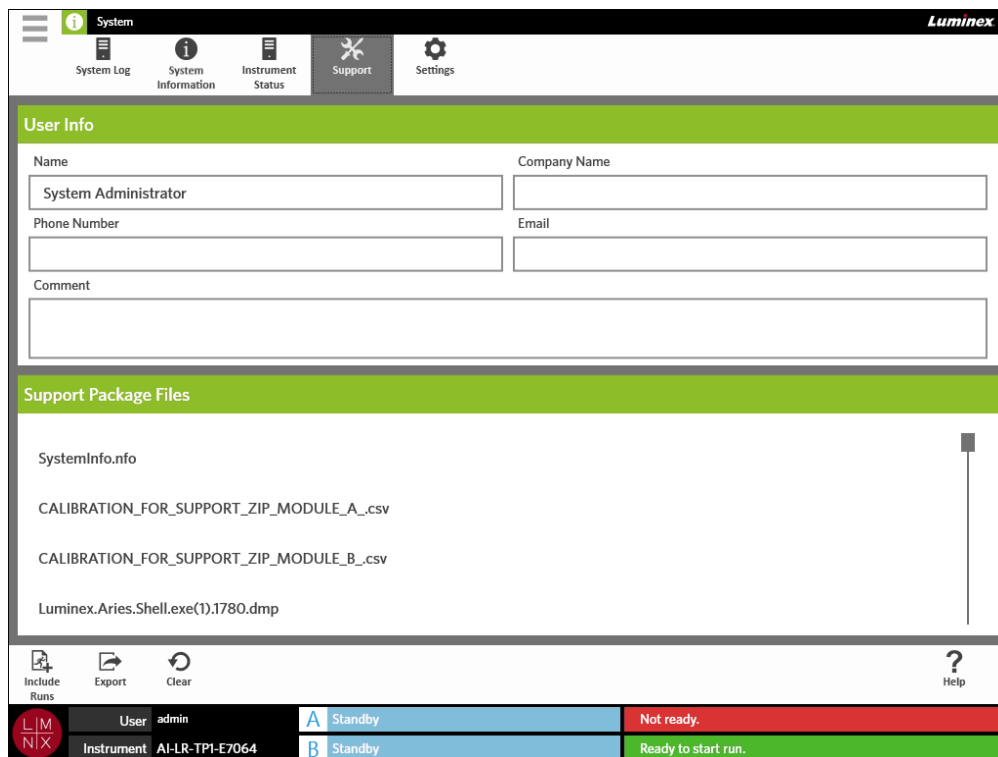 System
Luminex
System Log
System
Information
Instrument
Status
Support
Settings
User Info
Name
Company Name
System Administrator
Phone Number
Email
Comment
Support Package Files
SystemInfo.nfo
CALIBRATION_FOR_SUPPORT_ZIP_MODULE_A_.csv
CALIBRATION_FOR_SUPPORT_ZIP_MODULE_B_.csv
Luminex.Aries.Shell.exe(1).1780.dmp
Include
Runs
Export
Clear
?
Help
LM
NX
User admin
A Standby
Not ready.
Instrument AI-LR-TP1-E7064
B Standby
Ready to start run.